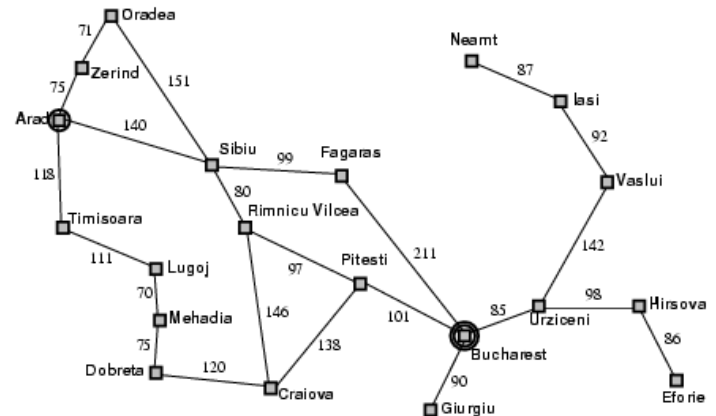 Oradea
71
Neamt
87
Zerind
151
75
Iasi
Arad
140
92
Sibiu
99
Fagaras
118
80
Vaslui
Timisoara
Rimnicu Vilcea
111
Lugoj
97
Pitesti
211
142
70
146
85
98
Hirsova
Mehadia
101
Urziceni
138
86
75
Bucharest
Dobreta
120
90
Craiova
Eforie
Giurgiu